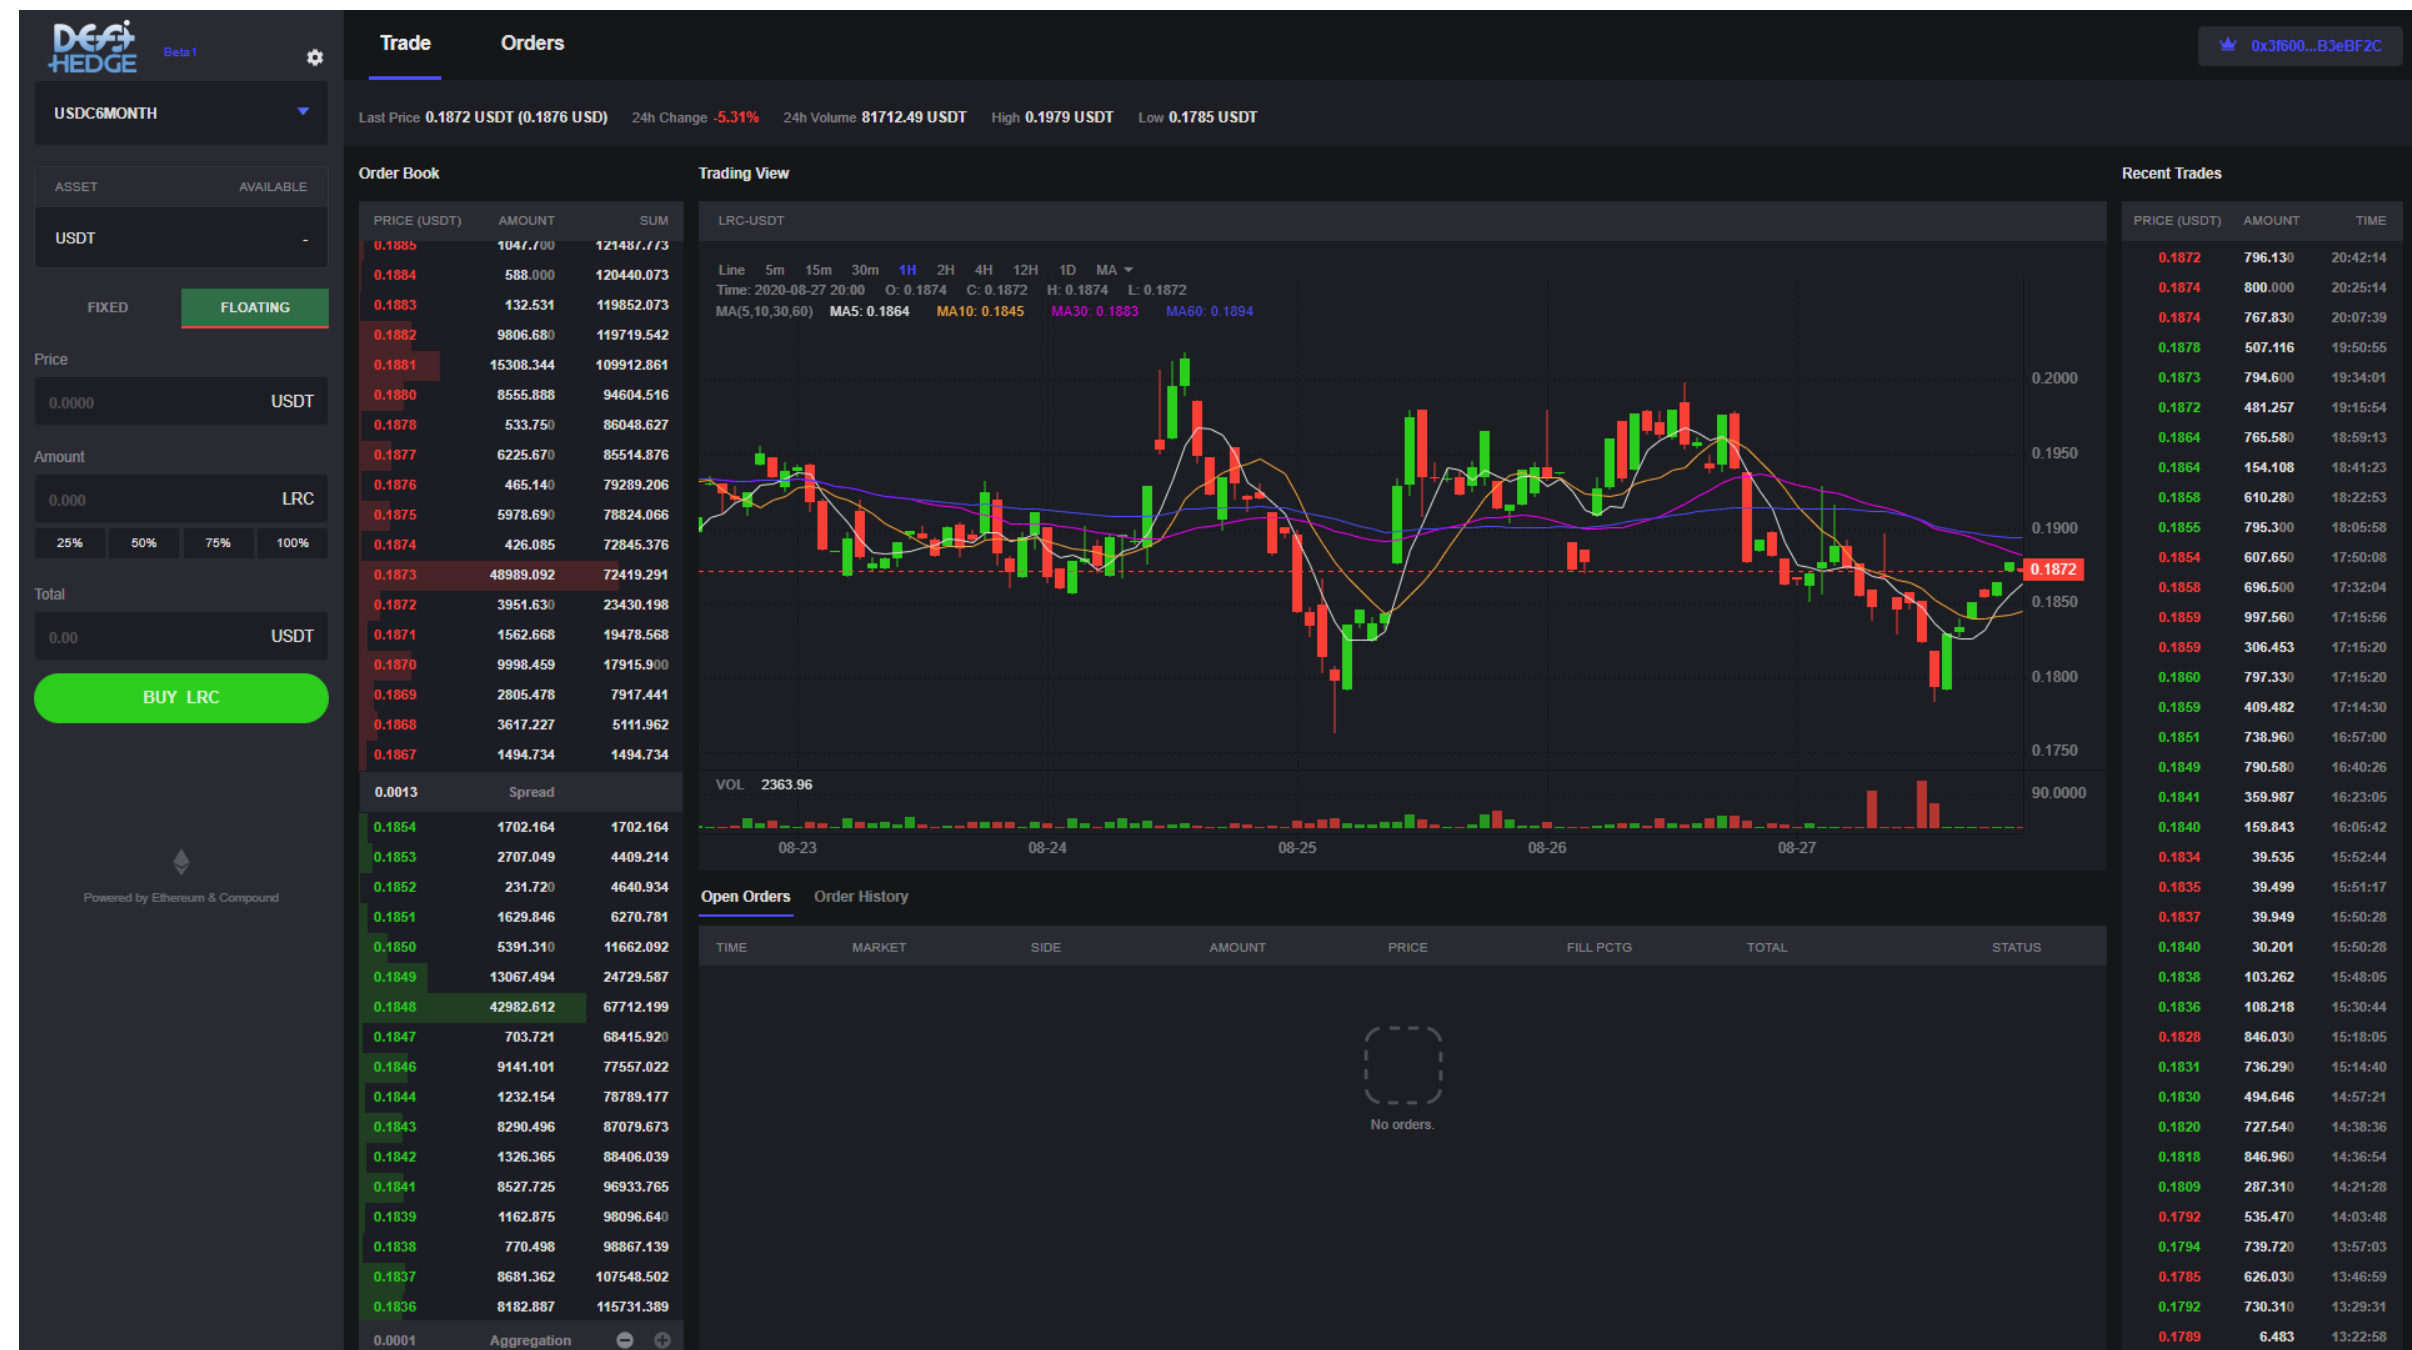 DEFI
HEDGE
Beta1
Trade Orders
0x3f600...B3eBF2C
USDC6MONTH
Last Price 0.1872 USDT (0.1876 USD) 24h Change -5.31% 24h Volume 81712.49 USDT High 0.1979 USDT Low 0.1785 USDT
ASSET AVAILABLE
USDT -
FIXED FLOATING
Price
0.0000 USDT
Amount
0.000 LRC
25% 50% 75% 100%
Total
0.00 USDT
BUY LRC
Powered by Ethereum & Compound
Order Book
PRICE (USDT) AMOUNT SUM
0.1885 1047.700 121487.773
0.1884 588.000 120440.073
0.1883 132.531 119852.073
0.1882 9806.680 119719.542
0.1881 15308.344 109912.861
0.1880 8555.888 94604.516
0.1878 533.750 86048.627
0.1877 6225.670 85514.876
0.1876 465.140 79289.206
0.1875 5978.690 78824.066
0.1874 426.085 72845.376
0.1873 48989.092 72419.291
0.1872 3951.630 23430.198
0.1871 1562.668 19478.568
0.1870 9998.459 17915.900
0.1869 2805.478 7917.441
0.1868 3617.227 5111.962
0.1867 1494.734 1494.734
0.0013 Spread
0.1854 1702.164 1702.164
0.1853 2707.049 4409.214
0.1852 231.720 4640.934
0.1851 1629.846 6270.781
0.1850 5391.310 11662.092
0.1849 13067.494 24729.587
0.1848 42982.612 67712.199
0.1847 703.721 68415.920
0.1846 9141.101 77557.022
0.1844 1232.154 78789.177
0.1843 8290.496 87079.673
0.1842 1326.365 88406.039
0.1841 8527.725 96933.765
0.1839 1162.875 98096.640
0.1838 770.498 98867.139
0.1837 8681.362 107548.502
0.1836 8182.887 115731.389
0.0001 Aggregation
Trading View
LRC-USDT
Line 5m 15m 30m 1H 2H 4H 12H 1D MA
Time: 2020-08-27 20:00 O: 0.1874 C: 0.1872 H: 0.1874 L: 0.1872
MA(5,10,30,60) MA5: 0.1864 MA10: 0.1845 MA30: 0.1883 MA60: 0.1894
0.2000
0.1950
0.1900
0.1872
0.1850
0.1800
0.1750
VOL 2363.96
90.0000
08-23 08-24 08-25 08-26 08-27
Open Orders Order History
TIME MARKET SIDE AMOUNT PRICE FILL PCTG TOTAL STATUS
No orders.
Recent Trades
PRICE (USDT) AMOUNT TIME
0.1872 796.130 20:42:14
0.1874 800.000 20:25:14
0.1874 767.830 20:07:39
0.1878 507.116 19:50:55
0.1873 794.600 19:34:01
0.1872 481.257 19:15:54
0.1864 765.580 18:59:13
0.1864 154.108 18:41:23
0.1858 610.280 18:22:53
0.1855 795.300 18:05:58
0.1854 607.650 17:50:08
0.1858 696.500 17:32:04
0.1859 997.560 17:15:56
0.1859 306.453 17:15:20
0.1860 797.330 17:15:20
0.1859 409.482 17:14:30
0.1851 738.960 16:57:00
0.1849 790.580 16:40:26
0.1841 359.987 16:23:05
0.1840 159.843 16:05:42
0.1834 39.535 15:52:44
0.1835 39.499 15:51:17
0.1837 39.949 15:50:28
0.1840 30.201 15:50:28
0.1838 103.262 15:48:05
0.1836 108.218 15:30:44
0.1828 846.030 15:18:05
0.1831 736.290 15:14:40
0.1830 494.646 14:57:21
0.1820 727.540 14:38:36
0.1818 846.960 14:36:54
0.1809 287.310 14:21:28
0.1792 535.470 14:03:48
0.1794 739.720 13:57:03
0.1785 626.030 13:46:59
0.1792 730.310 13:29:31
0.1789 6.483 13:22:58